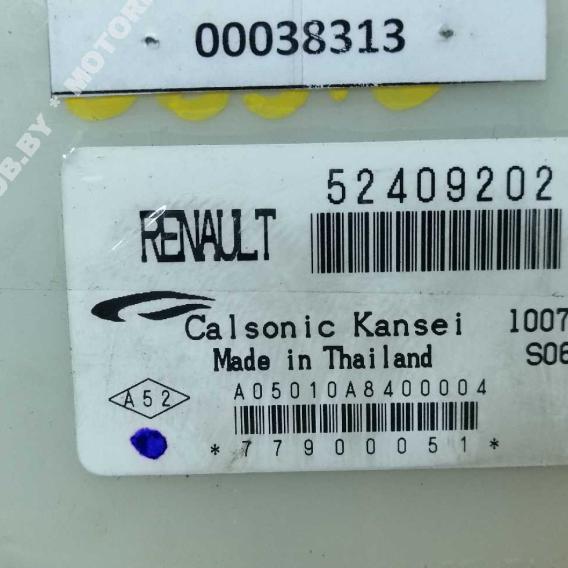 00038313
52409202
RENAULT
Calsonic Kansei 1007
Made in Thailand S06
A52
A05010A8400004
*77900051*